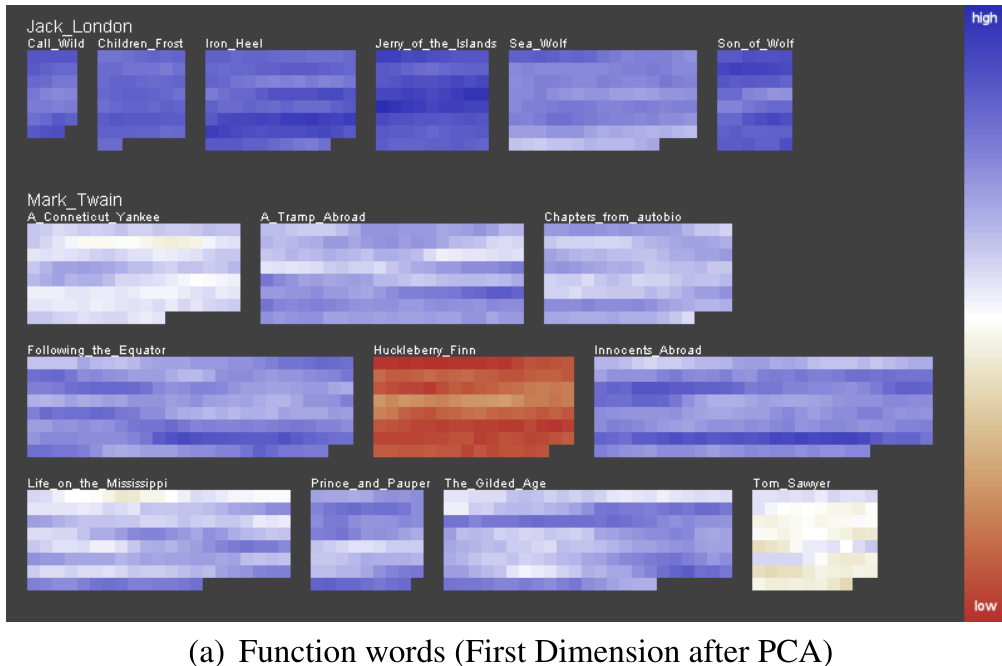 high
Jack_London
Call_Wild Children_Frost Iron_Heel Jerry_of_the_Islands Sea_Wolf Son_of_Wolf
Mark_Twain
A_Conneticut_Yankee A_Tramp_Abroad Chapters_from_autobio
Following_the_Equator Huckleberry_Finn Innocents_Abroad
Life_on_the_Mississippi Prince_and_Pauper The_Gilded_Age Tom_Sawyer
low
(a) Function words (First Dimension after PCA)